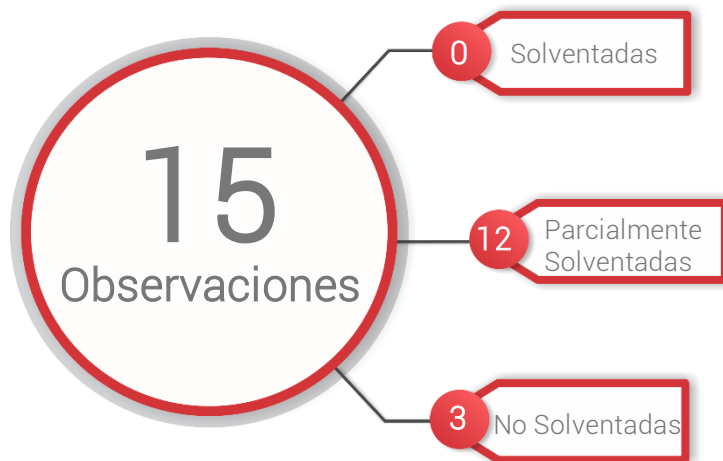 15
Observaciones
0
Solventadas
12
Parcialmente
Solventadas
3
No Solventadas